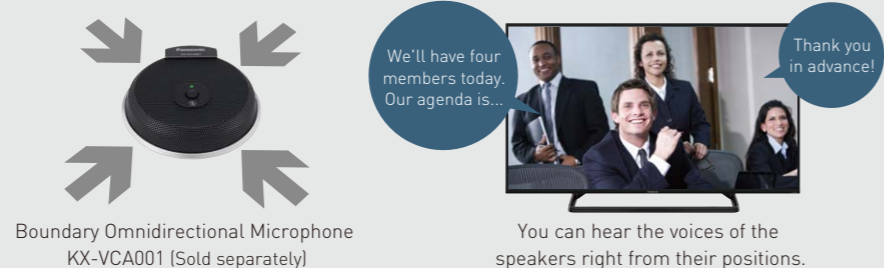 Panasonic
Boundary Omnidirectional Microphone
KX-VCA001 (Sold separately)
We'll have four
members today.
Our agenda is...
Thank you
in advance!
You can hear the voices of the
speakers right from their positions.